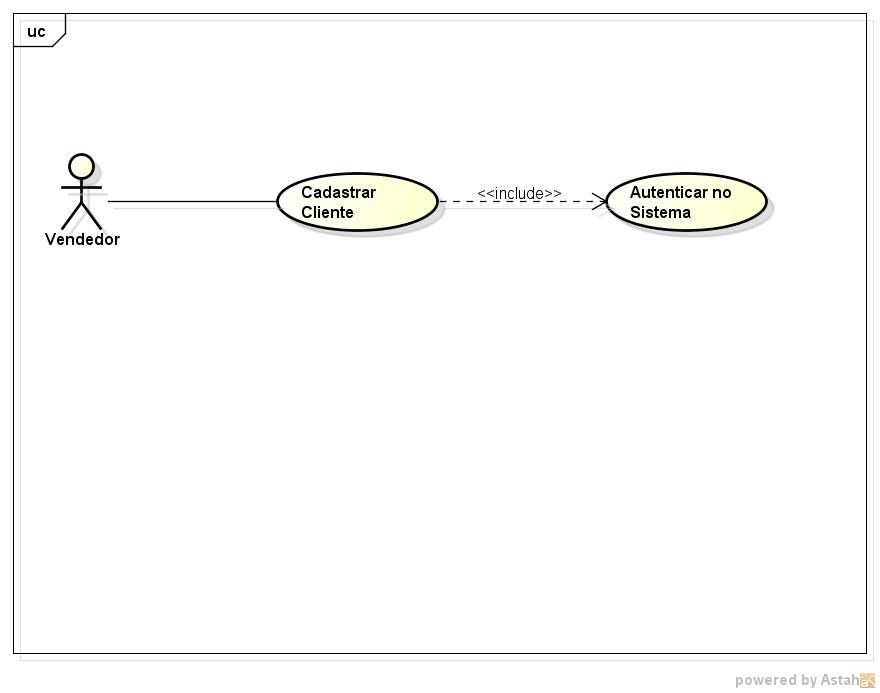 uc
Cadastrar
Cliente
<<include>>
Autenticar no
Sistema
Vendedor
powered by Astah